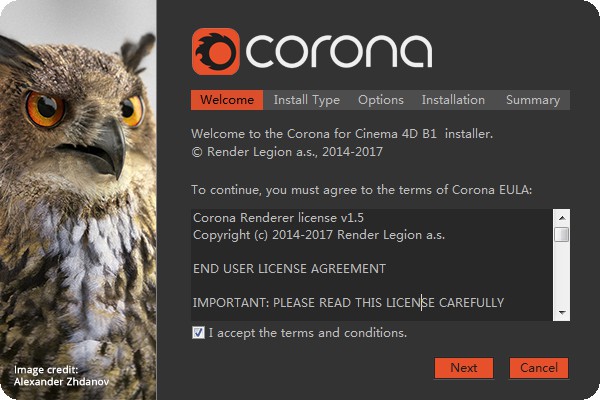 corona
Welcome Install Type Options Installation Summary
Welcome to the Corona for Cinema 4D B1 installer.
© Render Legion a.s., 2014-2017
To continue, you must agree to the terms of Corona EULA:
Corona Renderer license v1.5
Copyright (c) 2014-2017 Render Legion a.s.
END USER LICENSE AGREEMENT
IMPORTANT: PLEASE READ THIS LICENSE CAREFULLY
I accept the terms and conditions.
Next Cancel
Image credit:
Alexander Zhdanov